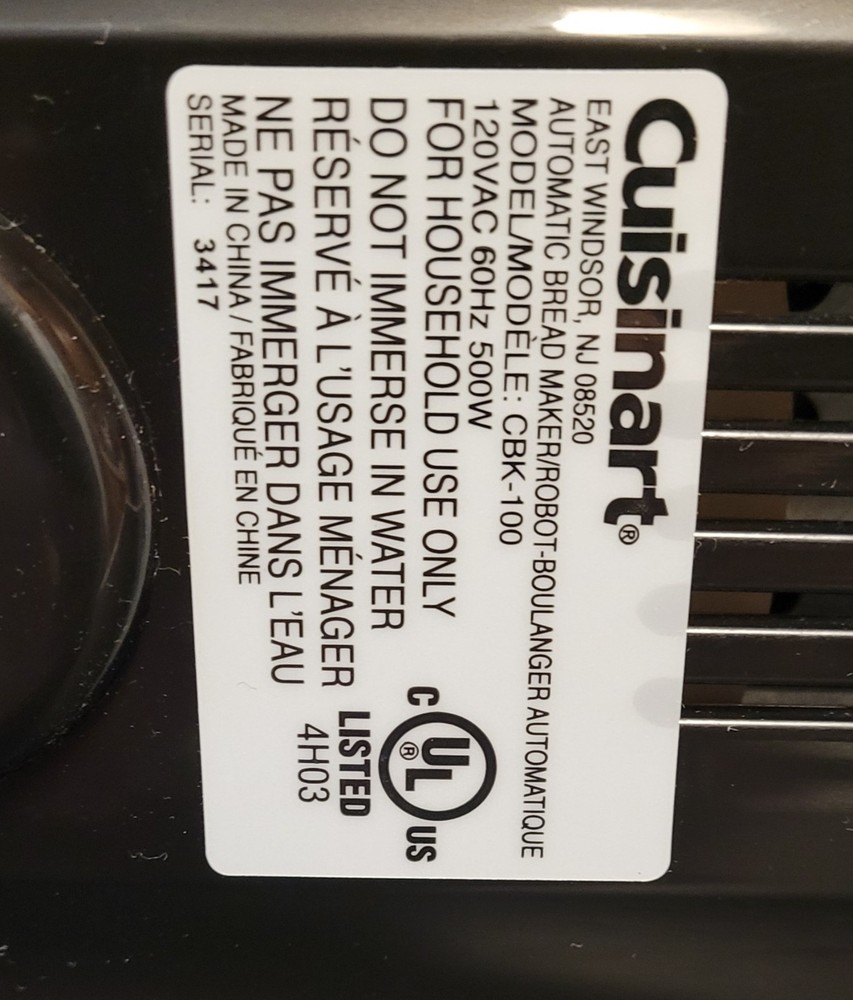 Cuisinart®
EAST WINDSOR, NJ 08520
AUTOMATIC BREAD MAKER/ROBOT-BOULANGER AUTOMATIQUE
MODEL/MODÈLE: CBK-100
120VAC 60Hz 500W
FOR HOUSEHOLD USE ONLY
DO NOT IMMERSE IN WATER
RÉSERVÉ À L'USAGE MÉNAGER
NE PAS IMMERGER DANS L'EAU
MADE IN CHINA / FABRIQUÉ EN CHINE
SERIAL: 3417
C UL® US
LISTED
4H03